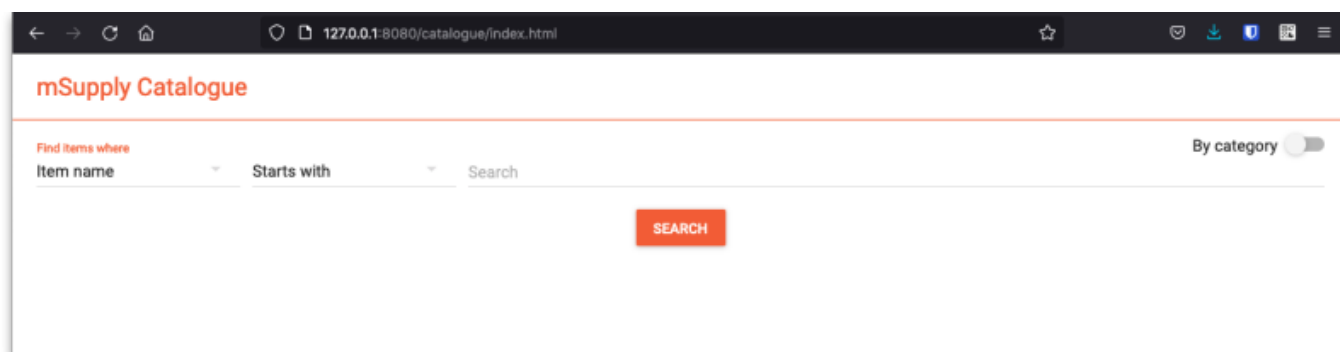 127.0.0.1:8080/catalogue/index.html
mSupply Catalogue
Find items where
By category
Item name Starts with Search
SEARCH